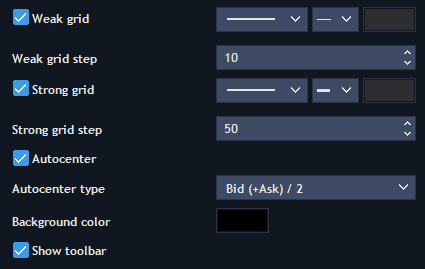 Weak grid
Weak grid step 10
Strong grid
Strong grid step 50
Autocenter
Autocenter type Bid (+Ask) / 2
Background color
Show toolbar